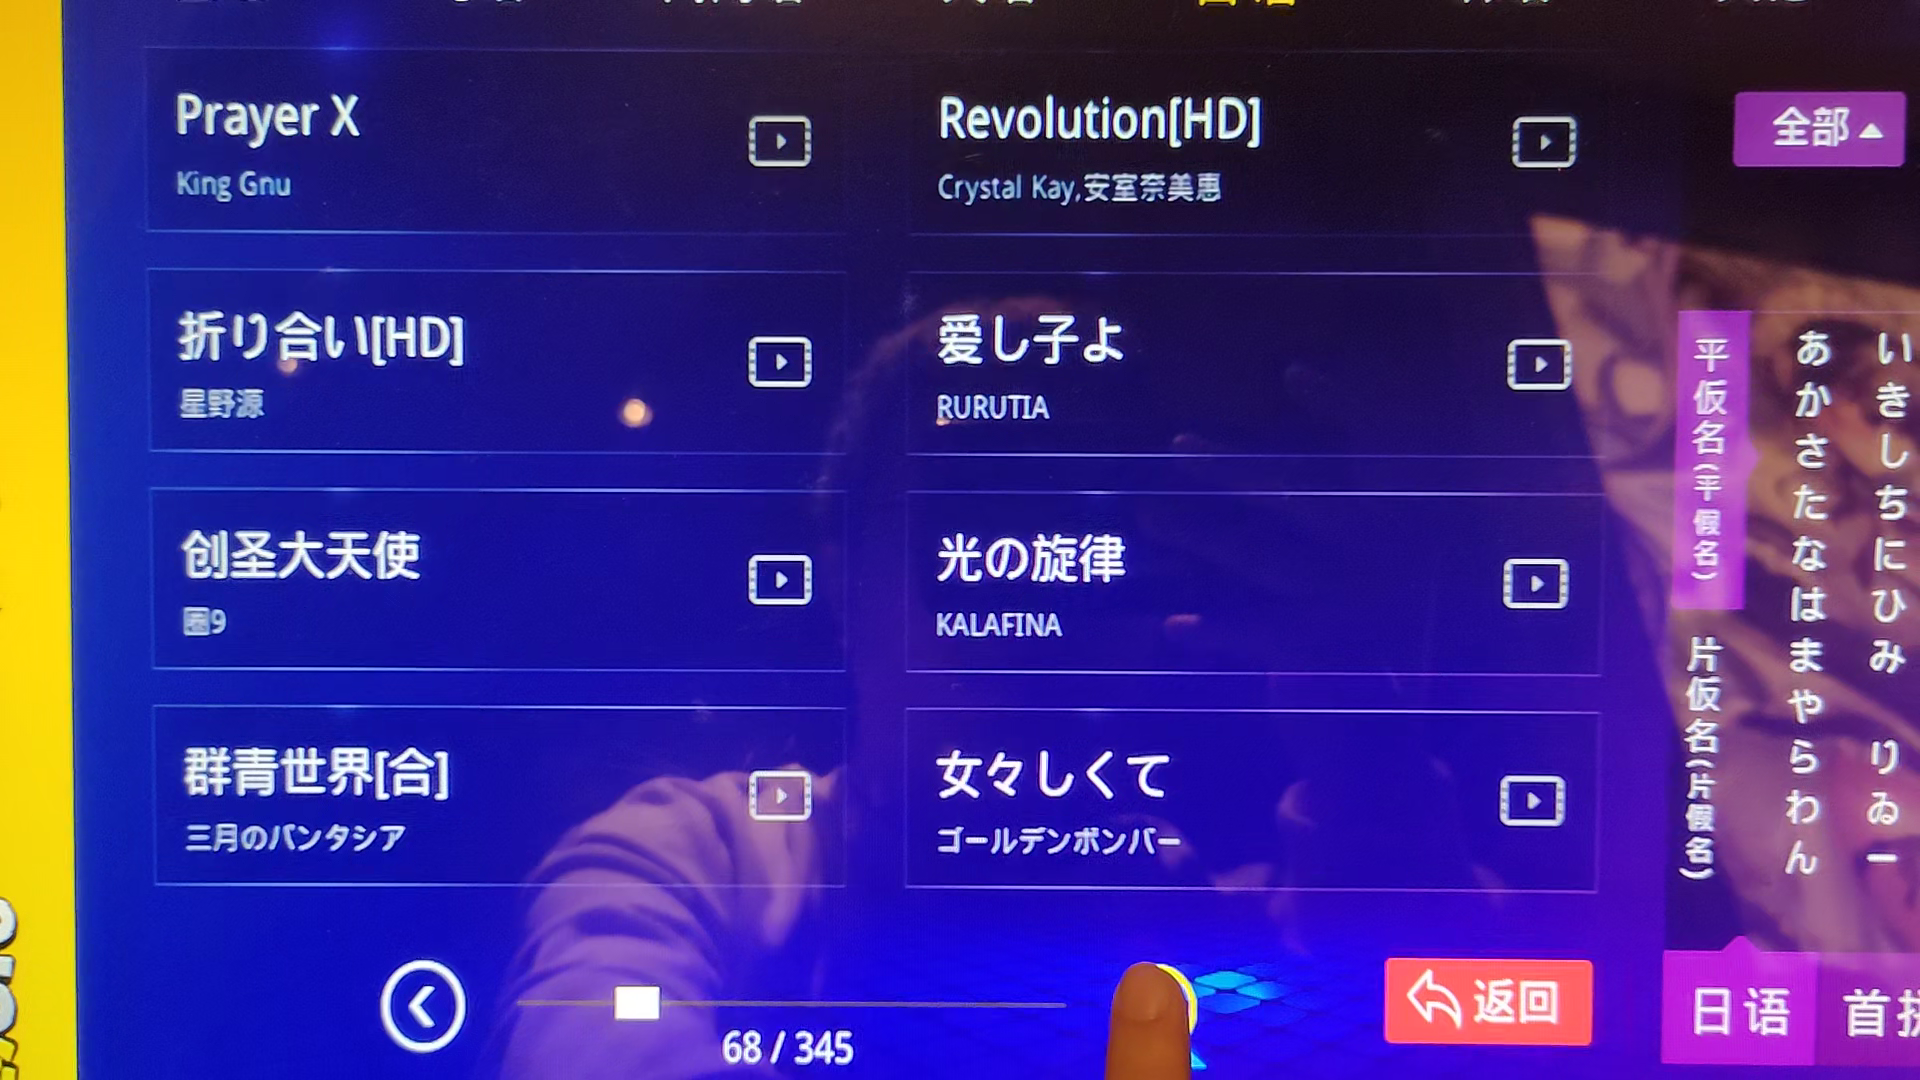 Prayer X
King Gnu
Revolution[HD]
Crystal Kay,安室奈美惠
全部
折り合い[HD]
星野源
爱し子よ
RURUTIA
创圣大天使
圈9
光の旋律
KALAFINA
群青世界[合]
三月のパンタシア
女々しくて
ゴールデンボンバー
平仮名(平假名)
片仮名(片假名)
あかさたなはまやらわん
いきしちにひみ りゐー
68 / 345
返回
日语
首拼